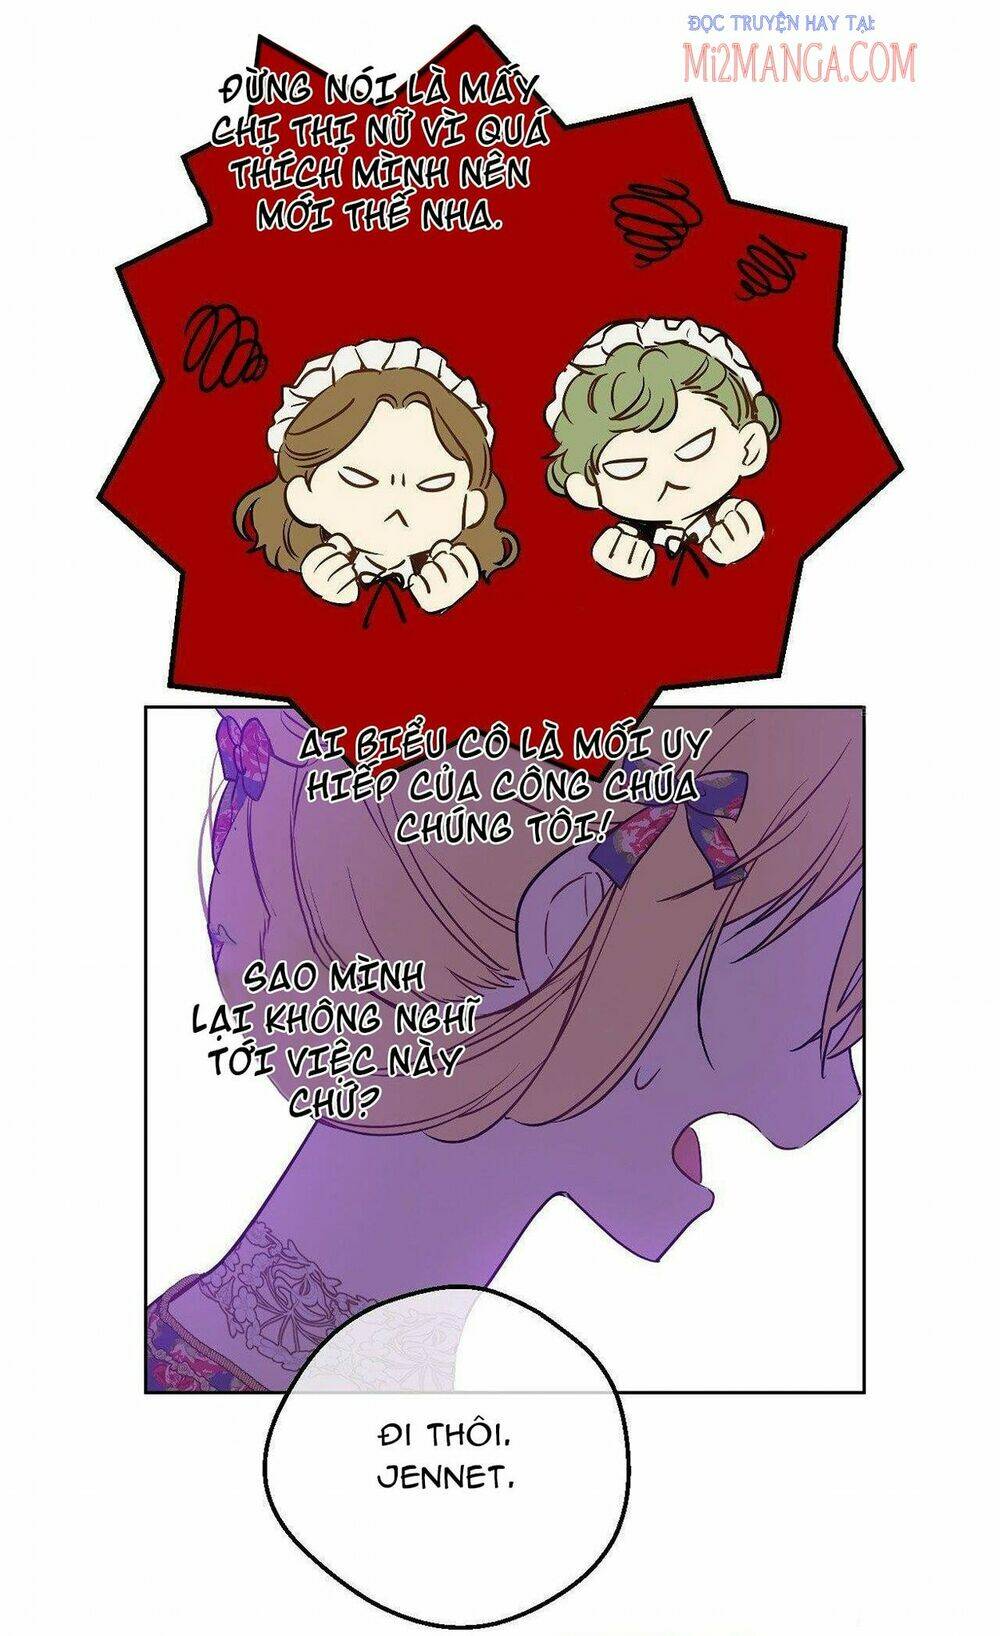 ĐỌC TRUYỆN HAY TẠI:
MI2MANGA.COM
ĐỪNG NÓI LÀ MẤY
CHỊ THỊ NỮ VÌ QUÁ
THÍCH MÌNH NÊN
MỚI THẾ NHA.
AI BIỂU CÔ LÀ MỐI UY
HIẾP CỦA CÔNG CHÚA
CHÚNG TÔI!
SAO MÌNH
LẠI KHÔNG NGHĨ
TỚI VIỆC NÀY
CHỨ?
ĐI THÔI.
JENNET.